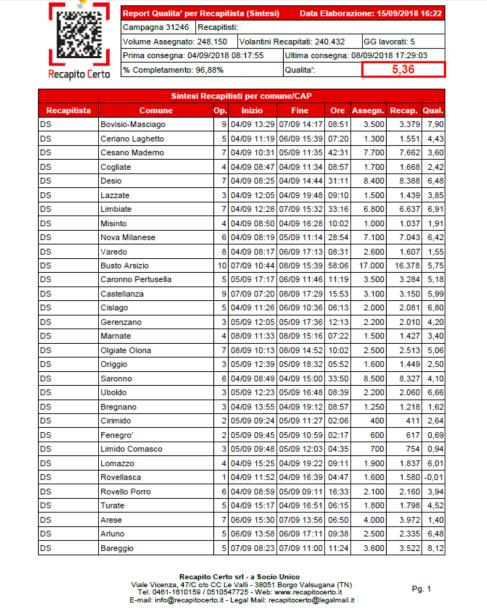 Report Qualita' per Recapitista (Sintesi) Data Elaborazione: 15/09/2018 16:22
Campagna 31246 Recapitisti:
Volume Assegnato: 248.150 Volantini Recapitati: 240.432 GG lavorati: 5
Prima consegna: 04/09/2018 08:17:55 Ultima consegna: 08/09/2018 17:29:03
% Completamento: 96,88% Qualita': 5,36
Recapito Certo
Sintesi Recapitisti per comune/CAP
Recapitista Comune Op. Inizio Fine Ore Assegn. Recap. Qual.
DS Bovisio-Masciago 9 04/09 13:29 07/09 14:17 08:51 3.500 3.379 7,90
DS Ceriano Laghetto 5 04/09 11:19 06/09 15:39 07:20 1.300 1.551 4,43
DS Cesano Maderno 7 04/09 10:31 05/09 11:35 42:31 7.700 7.662 3,60
DS Cogliate 4 04/09 08:47 04/09 11:34 08:57 1.700 1.668 2,42
DS Desio 7 04/09 08:25 04/09 14:44 31:11 8.400 8.388 6,48
DS Lazzate 3 04/09 12:05 04/09 19:48 09:10 1.500 1.439 3,85
DS Limbiate 7 04/09 12:28 07/09 15:32 33:16 6.800 6.637 6,91
DS Misinto 4 04/09 08:50 04/09 16:28 10:02 1.000 1.037 1,91
DS Nova Milanese 6 04/09 08:19 05/09 11:14 28:54 7.100 7.043 6,42
DS Varedo 8 04/09 08:17 06/09 17:13 08:31 2.600 1.607 1,55
DS Busto Arsizio 10 07/09 10:44 08/09 15:39 58:06 17.000 16.378 5,75
DS Caronno Pertusella 5 05/09 17:17 06/09 11:46 11:19 3.500 3.284 5,18
DS Castellanza 9 07/09 07:20 08/09 17:29 15:53 3.100 3.150 5,99
DS Cislago 5 04/09 11:26 06/09 10:36 06:13 2.000 2.081 6,80
DS Gerenzano 3 05/09 12:05 05/09 17:36 12:13 2.200 2.010 4,20
DS Marnate 4 08/09 11:33 08/09 15:16 07:22 1.500 1.427 3,40
DS Olgiate Olona 7 08/09 10:13 08/09 14:52 10:02 2.500 2.513 5,06
DS Origgio 3 05/09 12:39 05/09 18:32 05:52 1.600 1.449 2,50
DS Saronno 6 04/09 08:49 04/09 15:00 33:50 8.500 8.327 4,10
DS Uboldo 3 05/09 12:23 05/09 16:48 08:39 2.200 2.060 6,66
DS Bregnano 3 04/09 13:55 04/09 19:12 08:57 1.250 1.218 1,62
DS Cirimido 2 05/09 09:24 05/09 11:27 02:06 400 411 2,64
DS Fenegro' 2 05/09 09:45 05/09 10:59 02:17 600 617 0,69
DS Limido Comasco 3 05/09 09:48 05/09 12:03 04:35 700 754 0,94
DS Lomazzo 4 04/09 15:25 04/09 19:22 09:11 1.900 1.837 6,01
DS Rovellasca 1 04/09 11:52 04/09 16:39 04:47 1.600 1.580 -0,01
DS Rovello Porro 6 04/09 08:59 05/09 09:11 16:33 2.100 2.160 3,94
DS Turate 5 04/09 15:17 04/09 16:51 06:15 1.800 1.798 4,52
DS Arese 7 06/09 15:30 07/09 13:56 06:50 4.000 3.972 1,40
DS Arluno 5 06/09 13:58 06/09 17:11 09:38 2.500 2.335 6,48
DS Bareggio 5 07/09 08:23 07/09 11:00 11:24 3.600 3.522 8,12
Recapito Certo srl - a Socio Unico
Viale Vicenza, 47/C c/o CC Le Valli - 38051 Borgo Valsugana (TN)
Tel. 0461-1610159 / 0510547725 - Web: www.recapitocerto.it
E-mail: info@recapitocerto.it - Legal Mail: recapitocerto@legalmail.it
Pg. 1